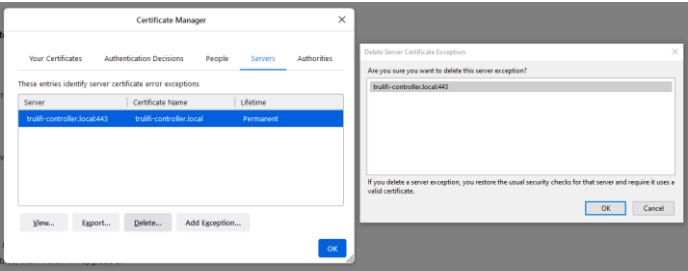 Certificate Manager
Your Certificates Authentication Decisions People Servers Authorities
These entries identify server certificate error exceptions
Server Certificate Name Lifetime
trulifi-controller.local:443 trulifi-controller.local Permanent
View... Export... Delete... Add Exception...
OK
Delete Server Certificate Exception
Are you sure you want to delete this server exception?
trulifi-controller.local:443
If you delete a server exception, you restore the usual security checks for that server and require it uses a
valid certificate.
OK Cancel